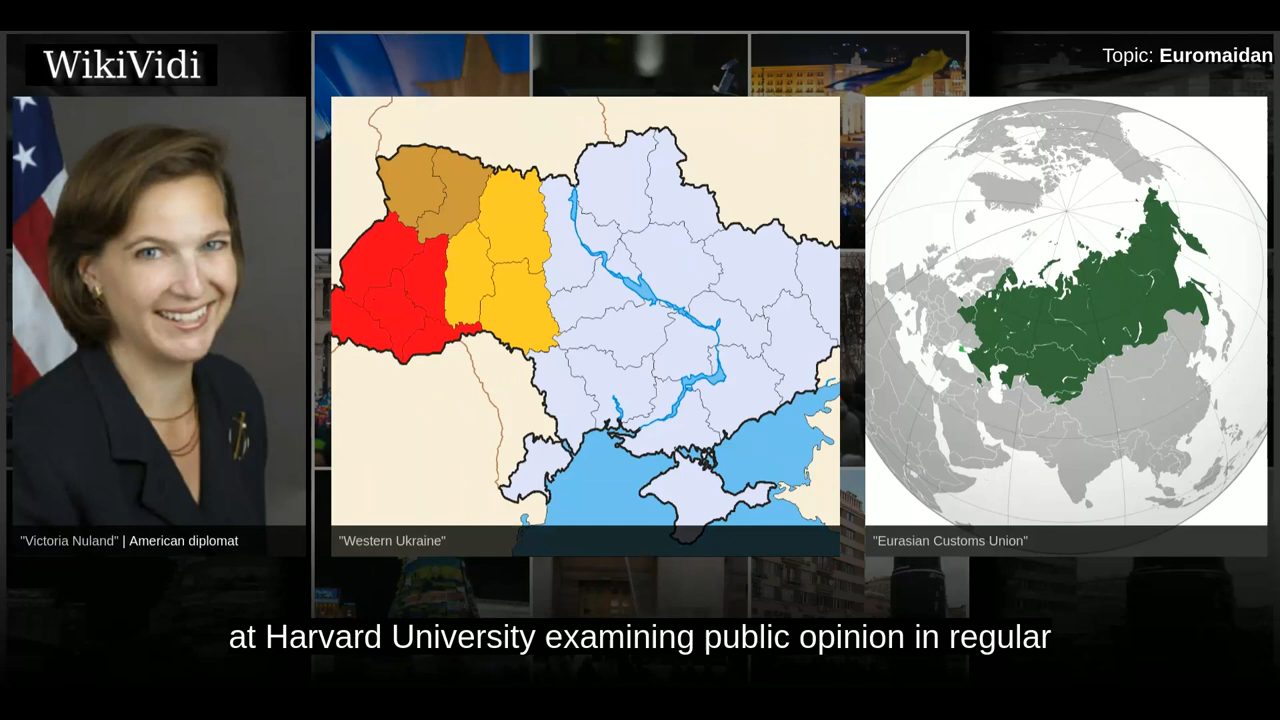 WikiVidi
Topic: Euromaidan
"Victoria Nuland" | American diplomat
"Western Ukraine"
"Eurasian Customs Union"
at Harvard University examining public opinion in regular